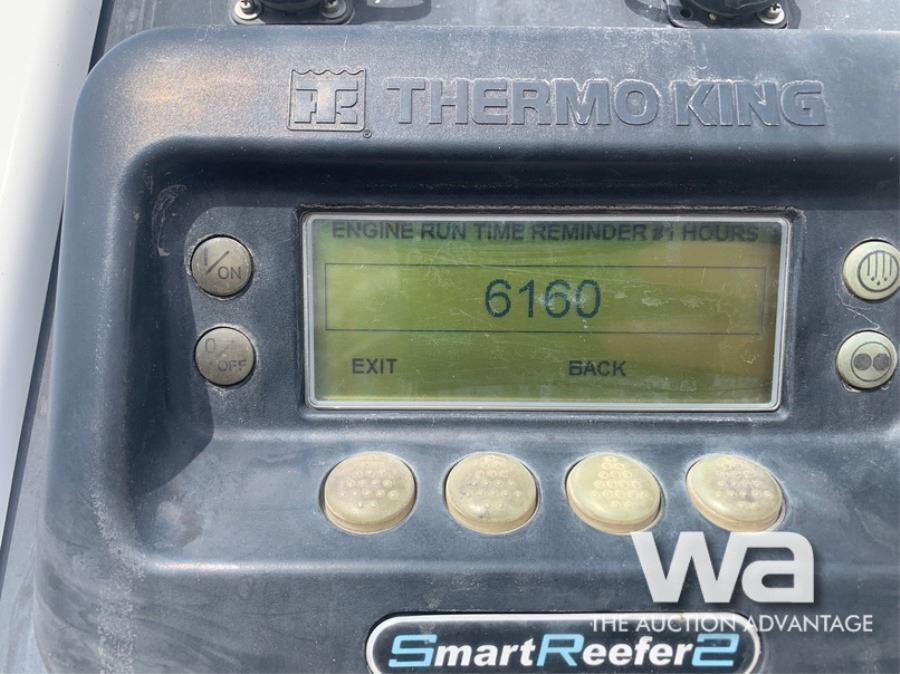 TK ® THERMO KING
ENGINE RUN TIME REMINDER #1 HOURS
I/ON
6160
0/OFF
EXIT BACK
wa
THE AUCTION ADVANTAGE
SmartReefer2